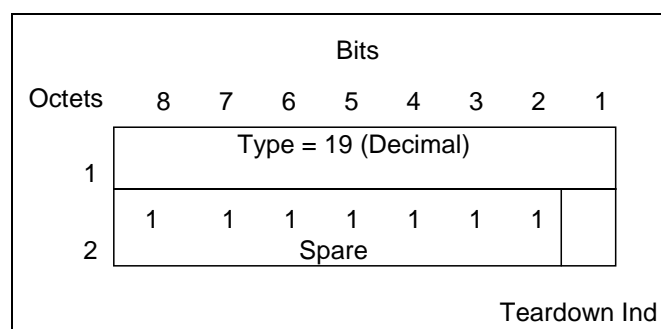 Bits
Octets 8 7 6 5 4 3 2 1
Type = 19 (Decimal)
1
1 1 1 1 1 1 1
2 Spare
Teardown Ind